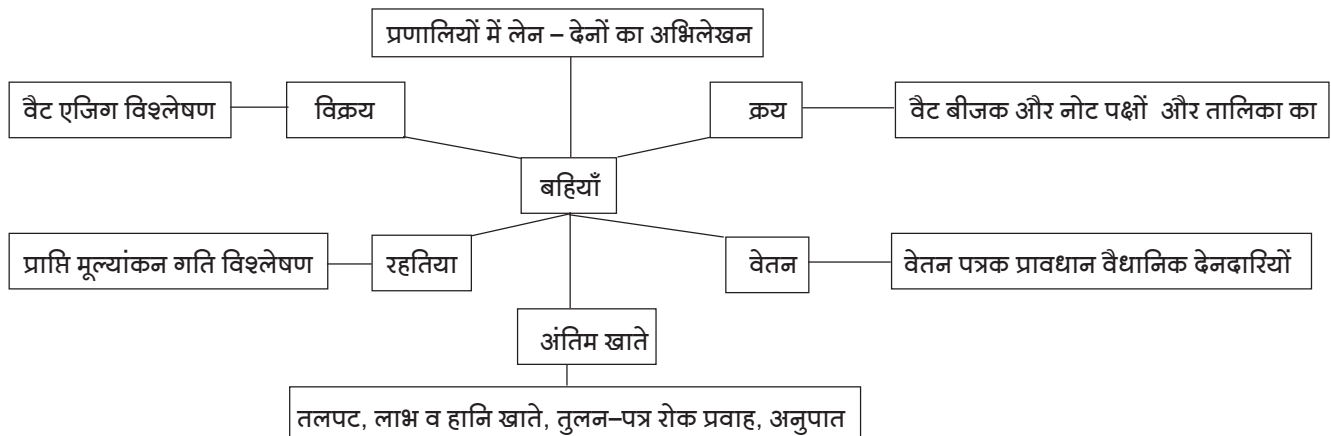 प्रणालियों में लेन – देनों का अभिलेखन
वैट एजिग विश्लेषण
विक्रय
क्रय
वैट बीजक और नोट पक्षों और तालिका का
बहियाँ
प्राप्ति मूल्यांकन गति विश्लेषण
रहतिया
वेतन
वेतन पत्रक प्रावधान वैधानिक देनदारियों
अंतिम खाते
तलपट, लाभ व हानि खाते, तुलन–पत्र रोक प्रवाह, अनुपात